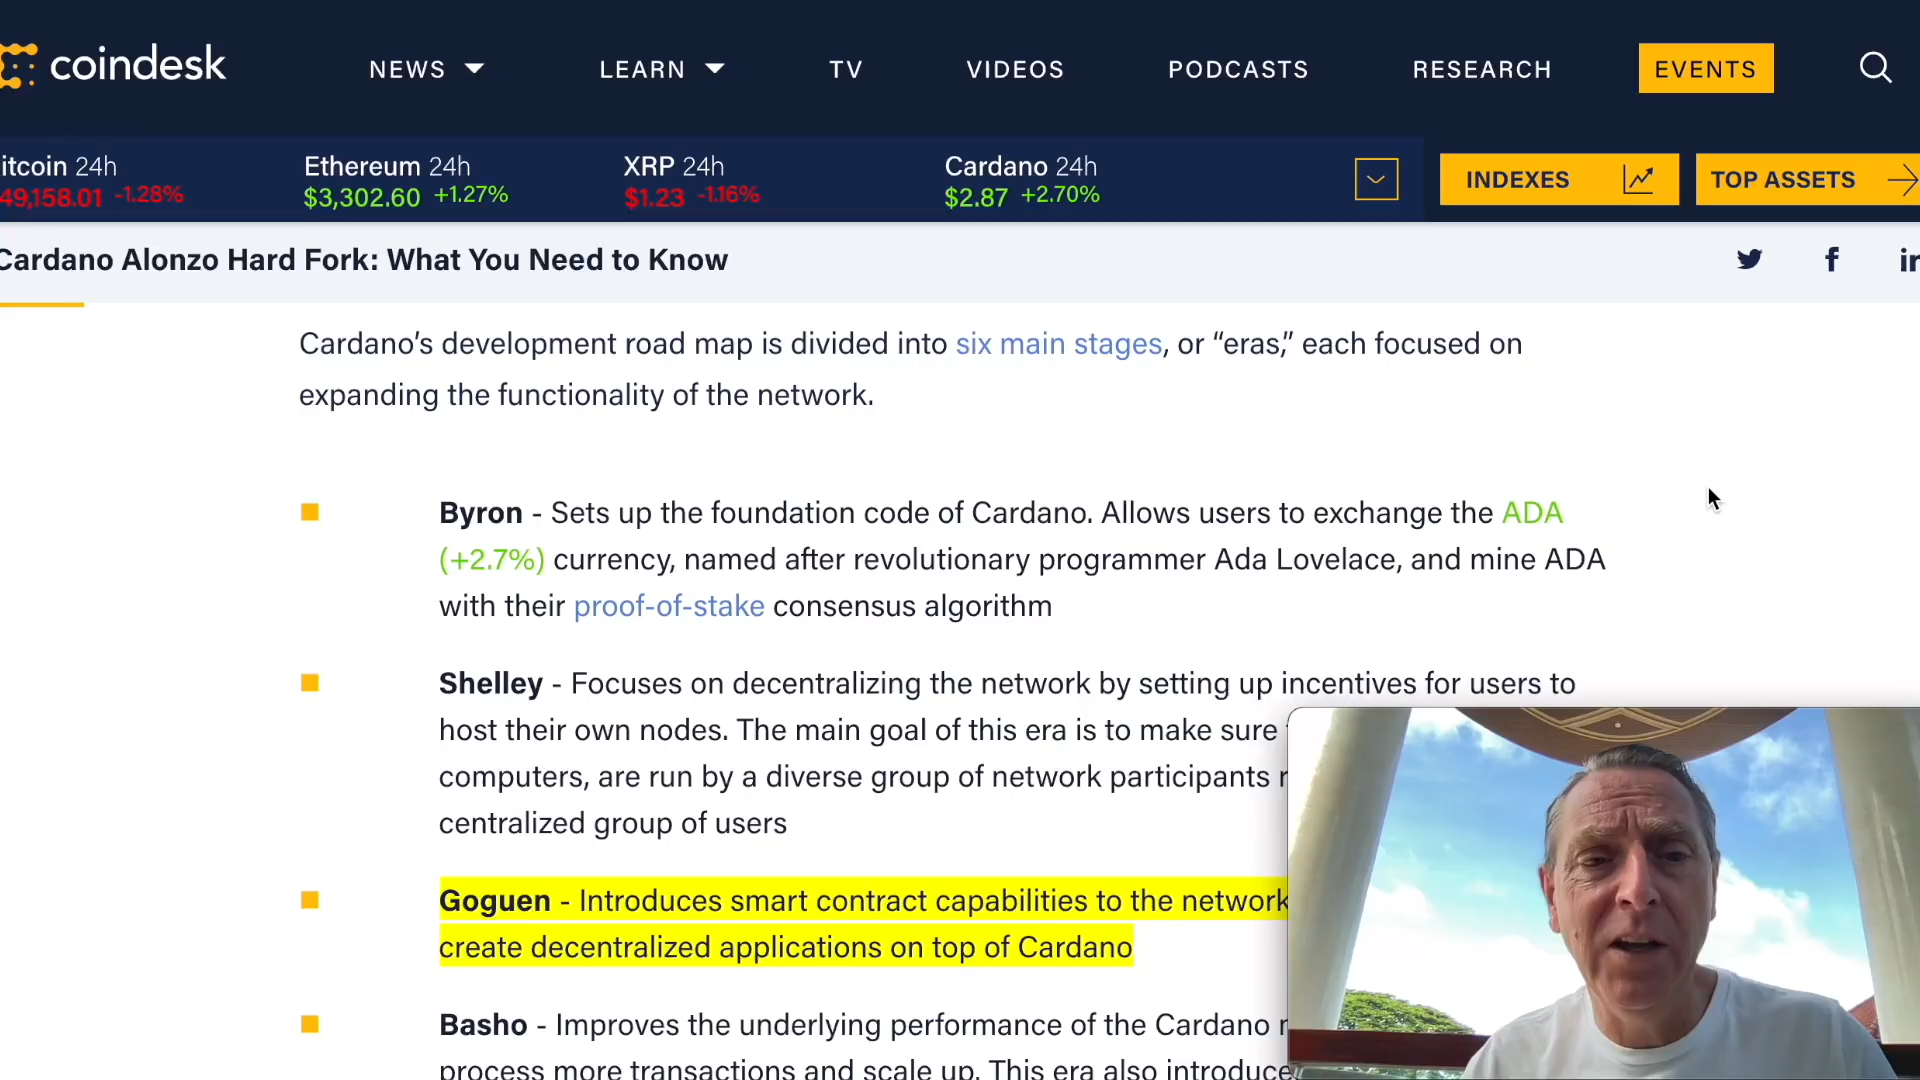 coindesk
NEWS LEARN TV VIDEOS PODCASTS RESEARCH EVENTS
itcoin 24h Ethereum 24h XRP 24h Cardano 24h
49,158.01 -1.28% $3,302.60 +1.27% $1.23 -1.16% $2.87 +2.70%
INDEXES TOP ASSETS
Cardano Alonzo Hard Fork: What You Need to Know
Cardano’s development road map is divided into six main stages, or “eras,” each focused on
expanding the functionality of the network.
Byron - Sets up the foundation code of Cardano. Allows users to exchange the ADA
(+2.7%) currency, named after revolutionary programmer Ada Lovelace, and mine ADA
with their proof-of-stake consensus algorithm
Shelley - Focuses on decentralizing the network by setting up incentives for users to
host their own nodes. The main goal of this era is to make sure
computers, are run by a diverse group of network participants
centralized group of users
Goguen - Introduces smart contract capabilities to the network
create decentralized applications on top of Cardano
Basho - Improves the underlying performance of the Cardano
process more transactions and scale up. This era also introduce